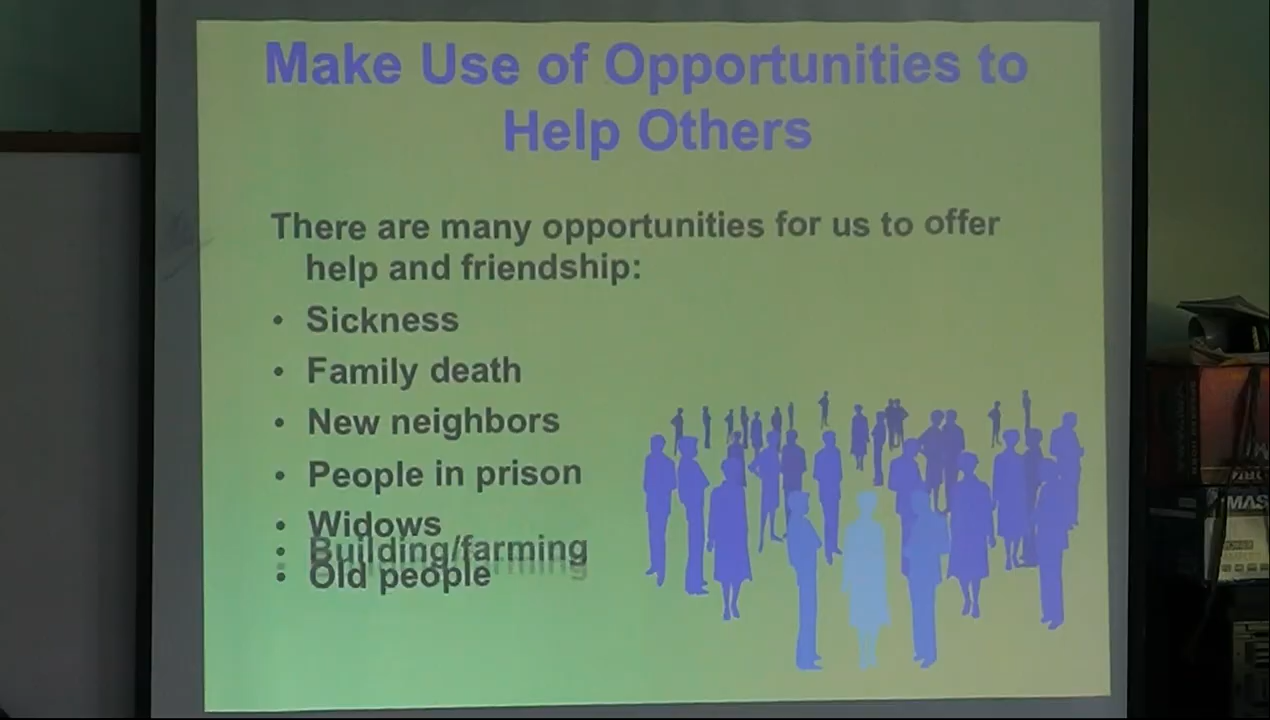 Make Use of Opportunities to
Help Others
There are many opportunities for us to offer
help and friendship:
• Sickness
• Family death
• New neighbors
• People in prison
• Widows
• Building/farming
• Old people
MAS